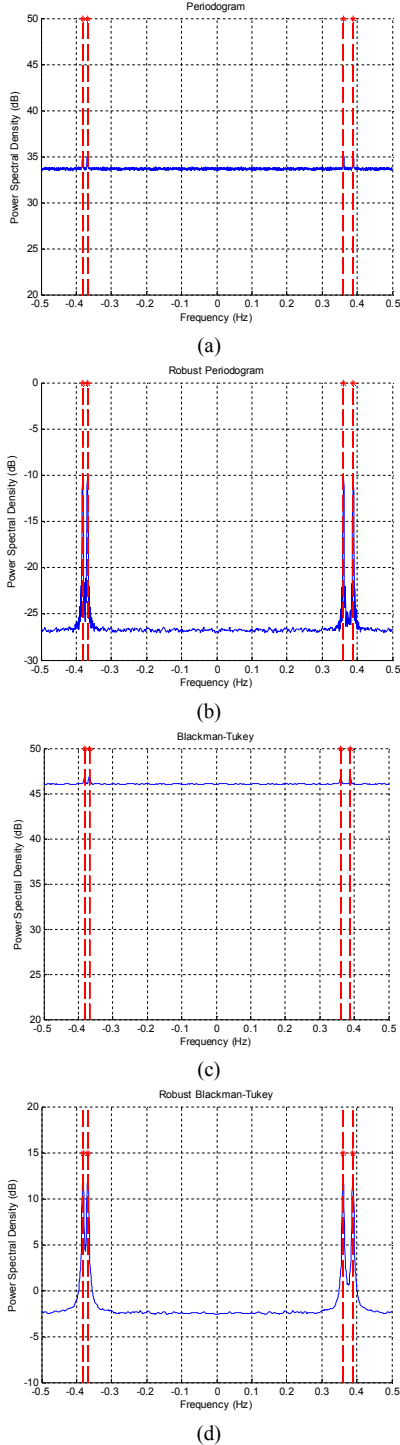 Periodogram
50
45
40
35
30
25
20
Power Spectral Density (dB)
-0.5 -0.4 -0.3 -0.2 -0.1 0 0.1 0.2 0.3 0.4 0.5
Frequency (Hz)
(a)
Robust Periodogram
0
-5
-10
-15
-20
-25
-30
Power Spectral Density (dB)
-0.5 -0.4 -0.3 -0.2 -0.1 0 0.1 0.2 0.3 0.4 0.5
Frequency (Hz)
(b)
Blackman-Tukey
50
45
40
35
30
25
20
Power Spectral Density (dB)
-0.5 -0.4 -0.3 -0.2 -0.1 0 0.1 0.2 0.3 0.4 0.5
Frequency (Hz)
(c)
Robust Blackman-Tukey
20
15
10
5
0
-5
-10
Power Spectral Density (dB)
-0.5 -0.4 -0.3 -0.2 -0.1 0 0.1 0.2 0.3 0.4 0.5
Frequency (Hz)
(d)